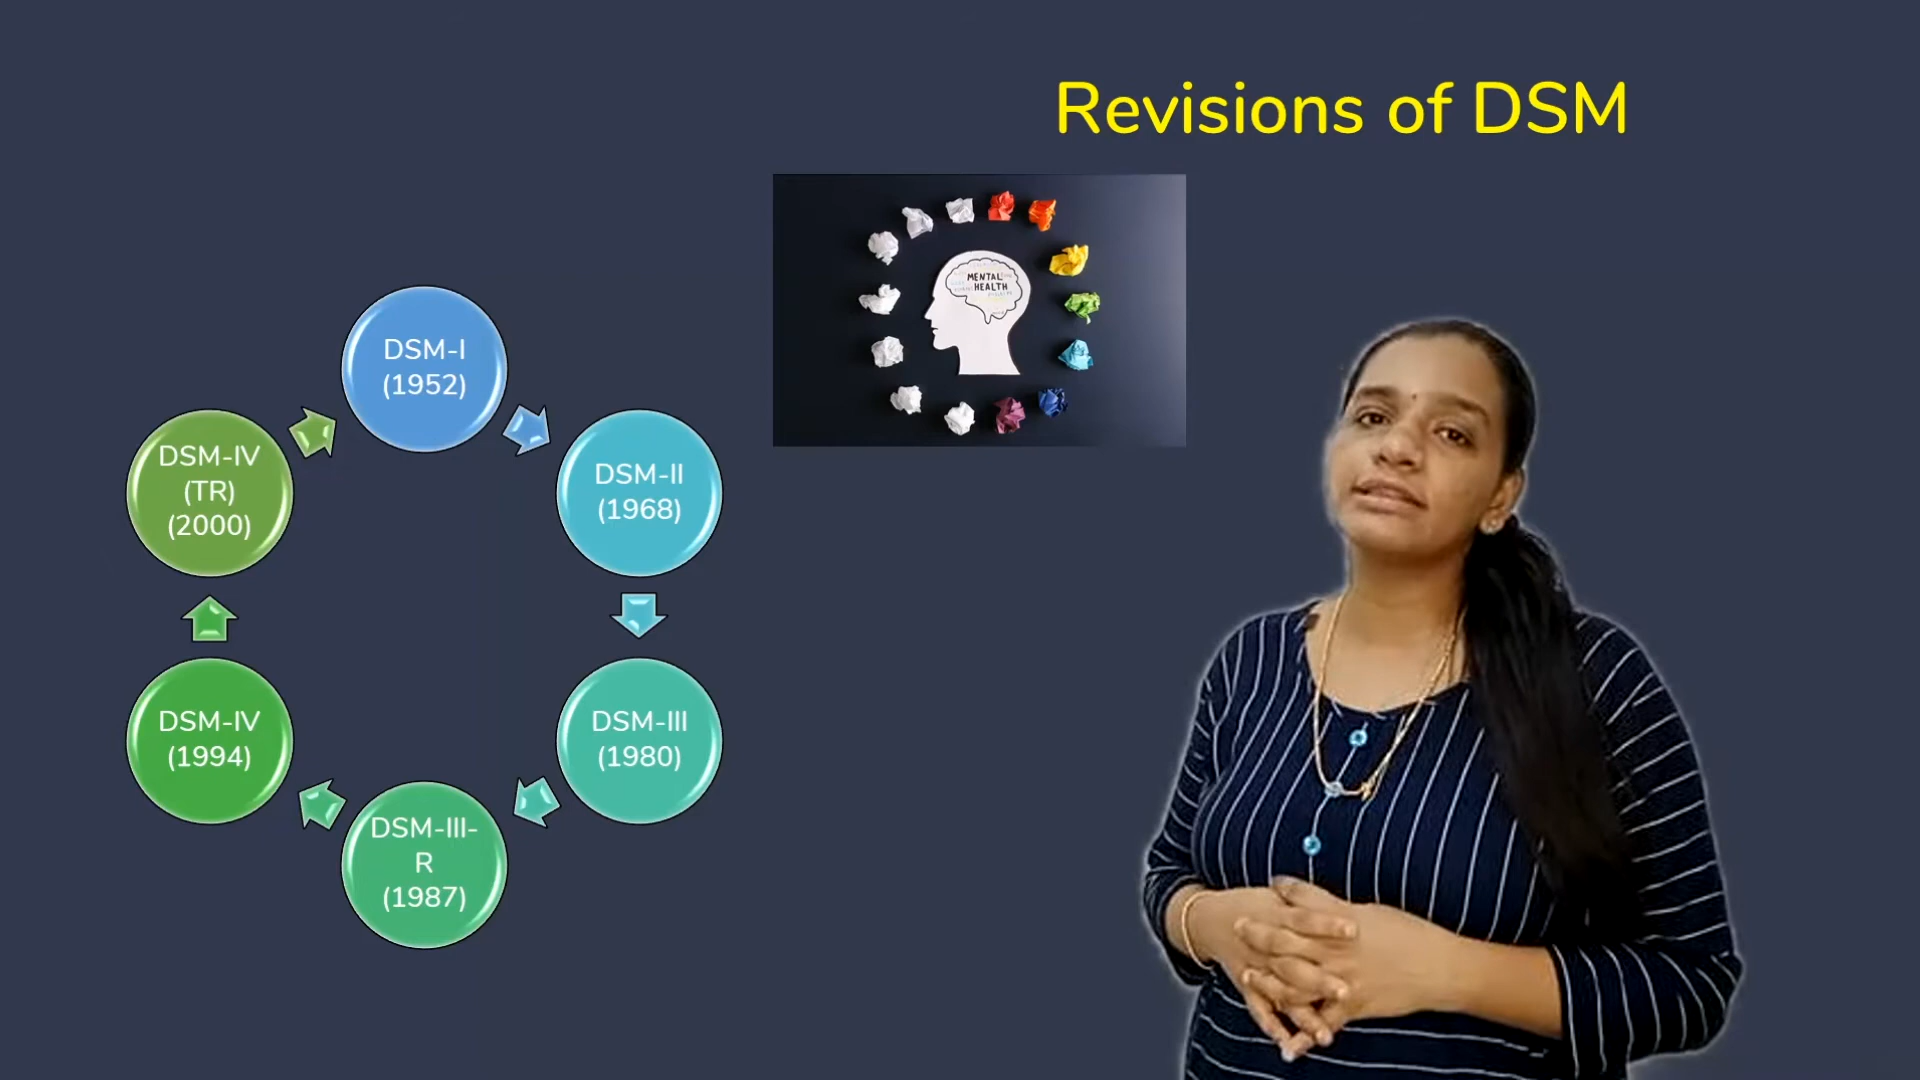 Revisions of DSM
MENTAL
HEALTH
DSM-I
(1952)
DSM-II
(1968)
DSM-III
(1980)
DSM-III-
R
(1987)
DSM-IV
(1994)
DSM-IV
(TR)
(2000)